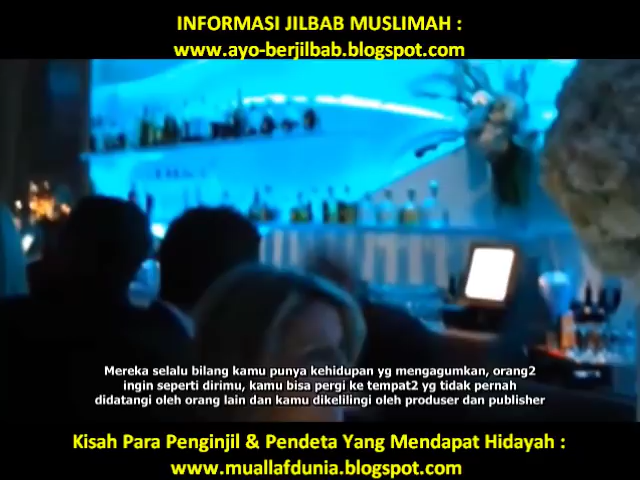 INFORMASI JILBAB MUSLIMAH :
www.ayo-berjilbab.blogspot.com
Mereka selalu bilang kamu punya kehidupan yg mengagumkan, orang2
ingin seperti dirimu, kamu bisa pergi ke tempat2 yg tidak pernah
didatangi oleh orang lain dan kamu dikelilingi oleh produser dan publisher
Kisah Para Penginjil & Pendeta Yang Mendapat Hidayah :
www.muallafdunia.blogspot.com